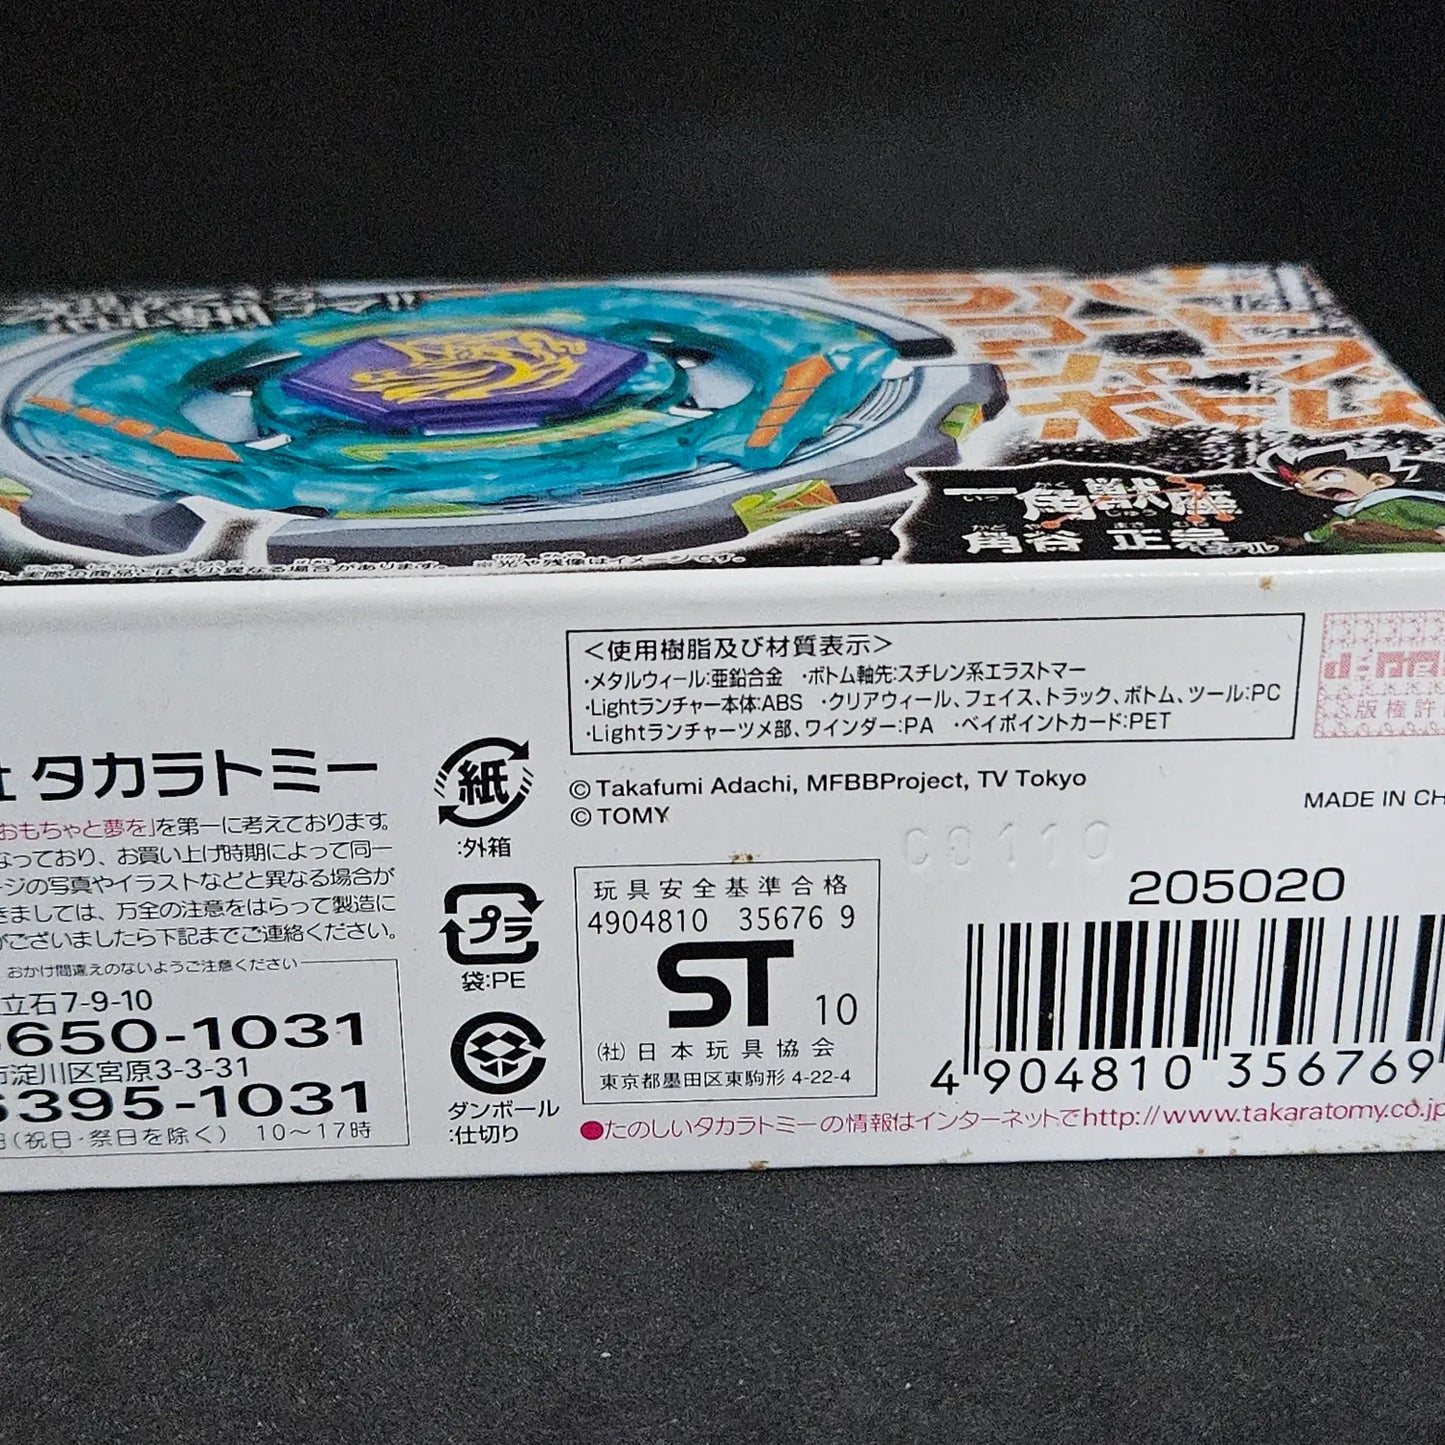 ※光や残像はイメージです。
角谷
タカラトミー
おもちゃと夢を」を第一に考えております。
なっており、お買い上げ時期によって同一
ージの写真やイラストなどと異なる場合が
きましては、万全の注意をはらって製造に
がございましたら下記までご連絡ください。
おかけ間違えのないようご注意ください
立石7-9-10
650-1031
市淀川区宮原3-3-31
6395-1031
日(祝日・祭日を除く) 10〜17時
紙
:外箱
プラ
袋:PE
ダンボール
:仕切り
<使用樹脂及び材質表示>
・メタルウィール:亜鉛合金 ・ボトム軸先:スチレン系エラストマー
・Lightランチャー本体:ABS ・クリアウィール、フェイス、トラック、ボトム、ツール:PC
・Lightランチャーツメ部、ワインダー:PA ・ベイポイントカード:PET
© Takafumi Adachi, MFBBProject, TV Tokyo
© TOMY
C0110
玩具安全基準合格
4904810 35676 9
ST 10
(社)日本玩具協会
東京都墨田区東駒形 4-22-4
版権許
MADE IN CH
205020
4 904810 356769
●たのしいタカラトミーの情報はインターネットでhttp://www.takaratomy.co.jp